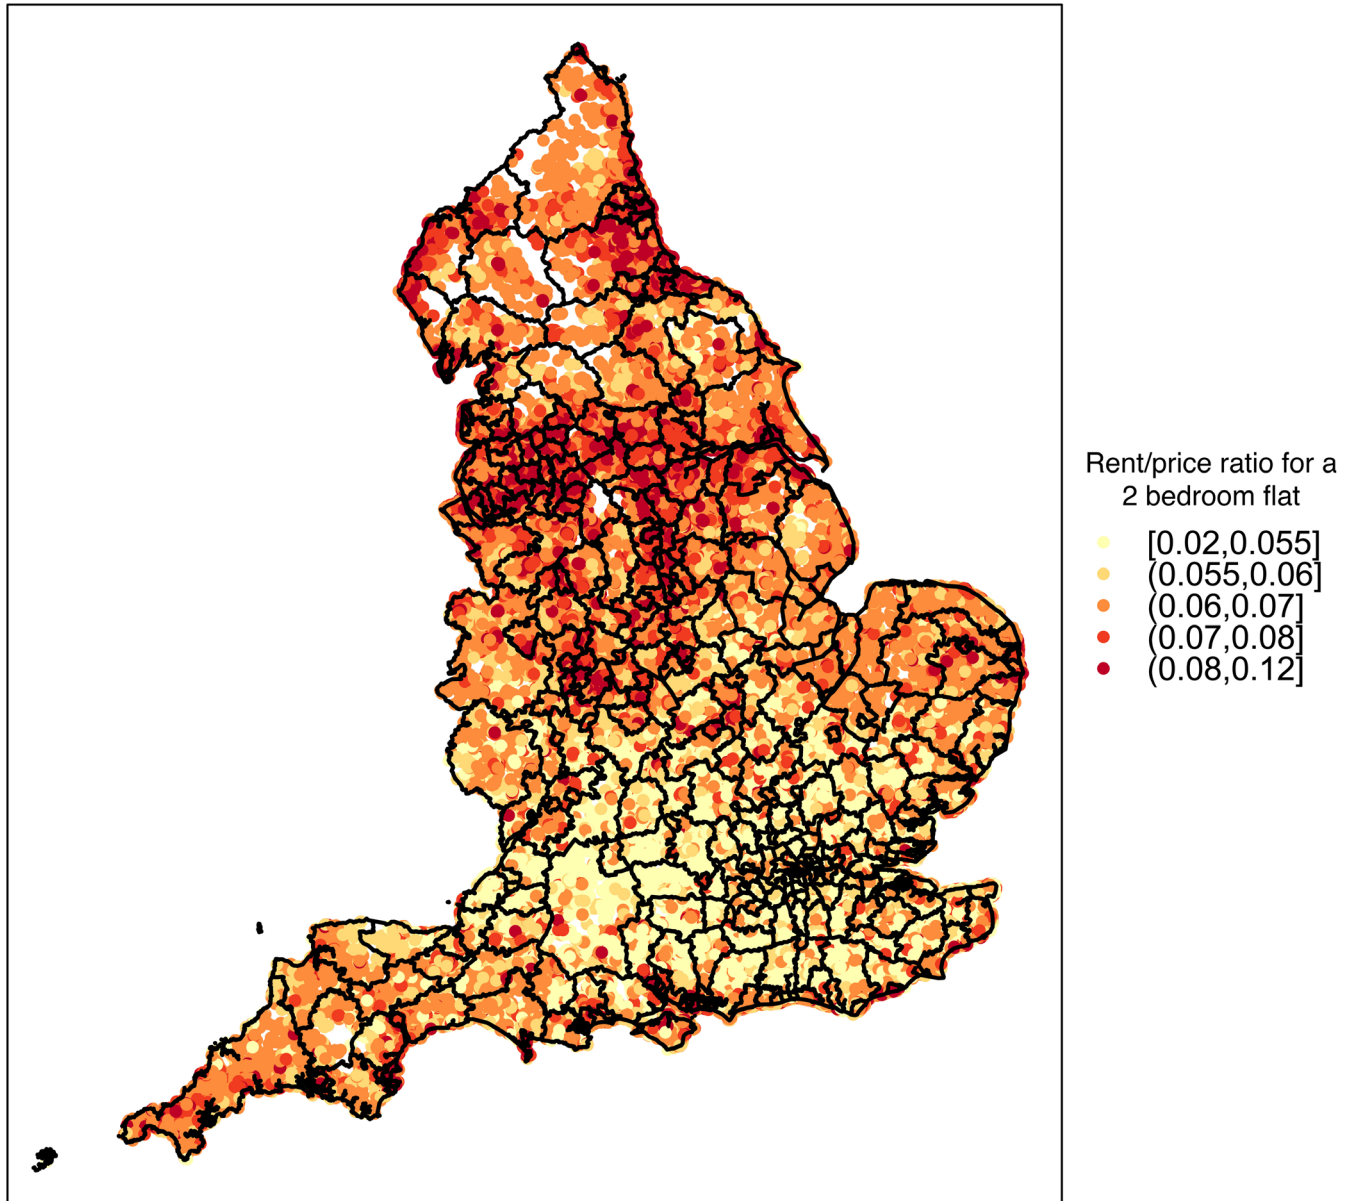 Rent/price ratio for a
2 bedroom flat
[0.02,0.055]
(0.055,0.06]
(0.06,0.07]
(0.07,0.08]
(0.08,0.12]